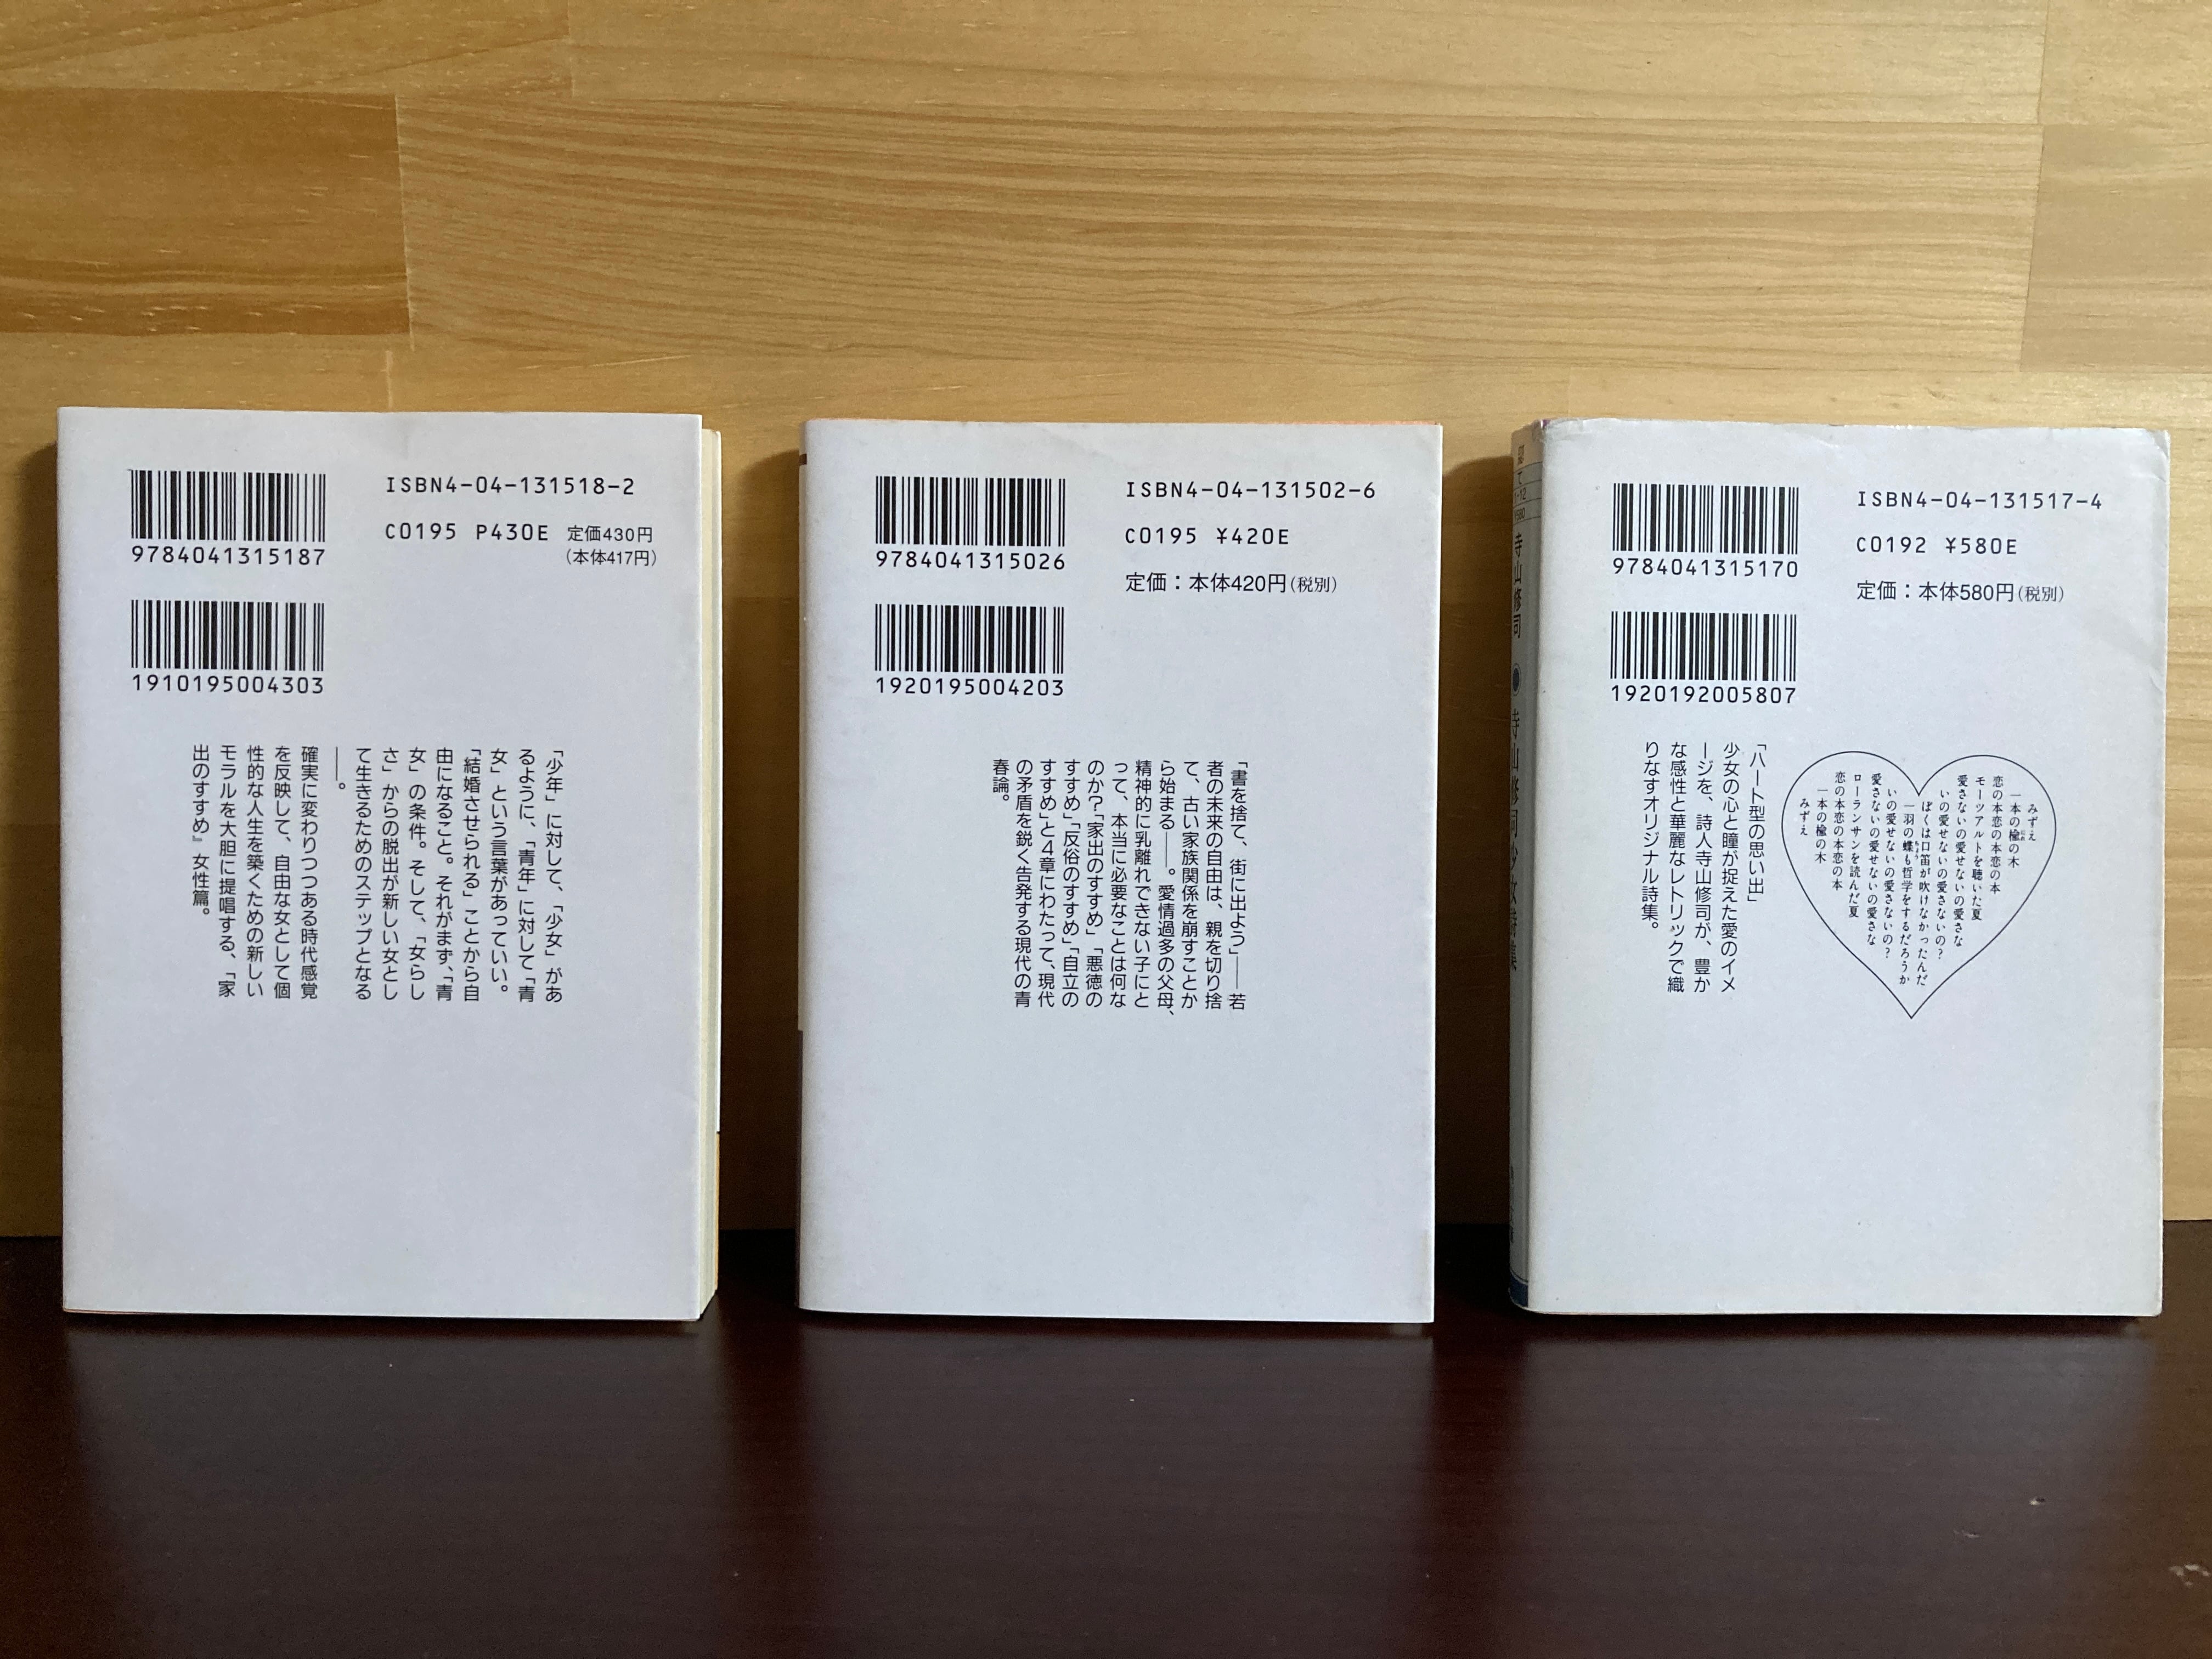 9784041315187
1910195004303
ISBN4-04-131518-2
C0195 P430E 定価430円
(本体417円)
「少年」に対して、「少女」があ
るように、「青年」に対して「青
女」という言葉があっていい。
「結婚させられる」ことから自
由になること。それがまず、「青
女」の条件。そして、「女らし
さ」からの脱出が新しい女とし
て生きるためのステップとなる
──。
確実に変わりつつある時代感覚
を反映して、自由な女として個
性的な人生を築くための新しい
モラルを大胆に提唱する、『家
出のすすめ』女性篇。
9784041315026
1920195004203
ISBN4-04-131502-6
C0195 ¥420E
定価：本体420円(税別)
「書を捨て、街に出よう」──若
者の未来の自由は、親を切り捨
て、古い家族関係を崩すことか
ら始まる──。愛情過多の父母、
精神的に乳離れできない子にと
って、本当に必要なことは何な
のか?「家出のすすめ」「悪徳の
すすめ」「反俗のすすめ」「自立の
すすめ」と4章にわたって、現代
の矛盾を鋭く告発する現代の青
春論。
寺山修司
寺山修司少女詩集
9784041315170
1920192005807
ISBN4-04-131517-4
C0192 ¥580E
定価：本体580円(税別)
みずえ
一本の楡の木
恋の本恋の本恋の本
モーツアルトを聴いた夏
愛さないの愛せないの愛さな
いの愛せないの愛さないの?
ぼくは口笛が吹けなかったんだ
一羽の蝶も哲学をするだろうか
いの愛せないの愛さないの?
愛さないの愛せないの愛さな
ローランサンを読んだ夏
恋の本恋の本恋の本
一本の楡の木
みずえ
「ハート型の思い出」
少女の心と瞳が捉えた愛のイメ
ージを、詩人寺山修司が、豊か
な感性と華麗なレトリックで織
りなすオリジナル詩集。